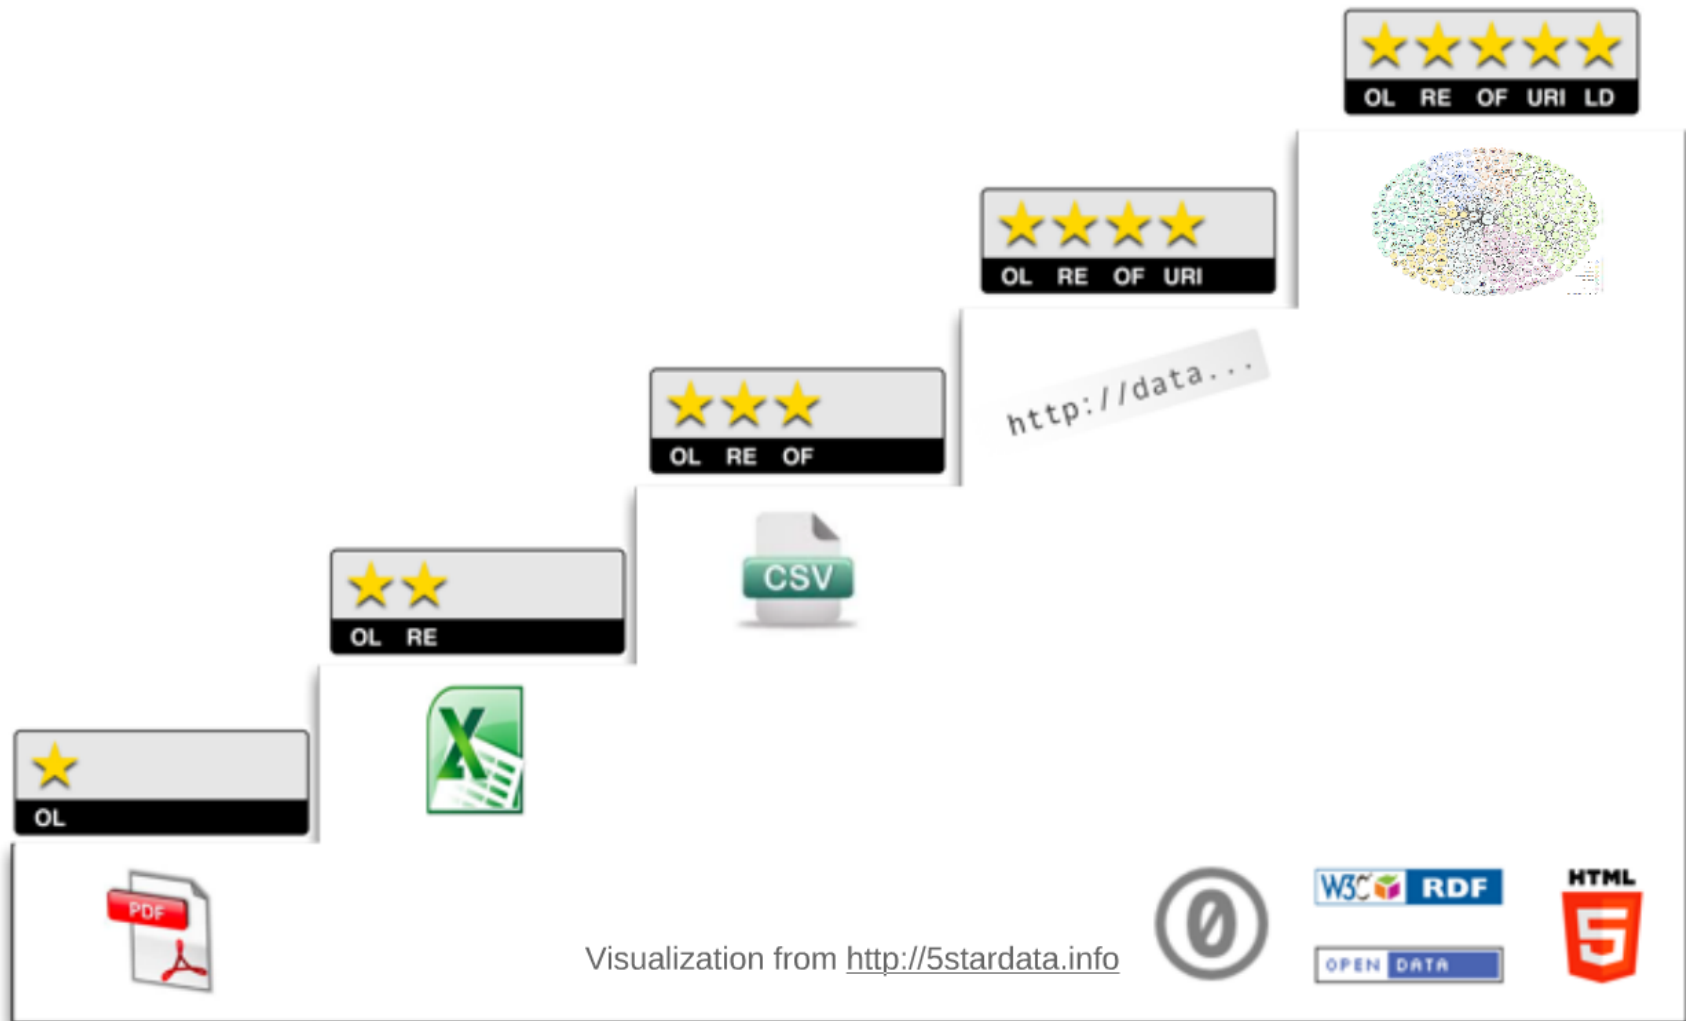 OL RE OF URI LD
OL RE OF URI
http://data...
OL RE OF
CSV
OL RE
X
OL
PDF
Visualization from http://5stardata.info
0
W3C RDF
OPEN DATA
HTML
5